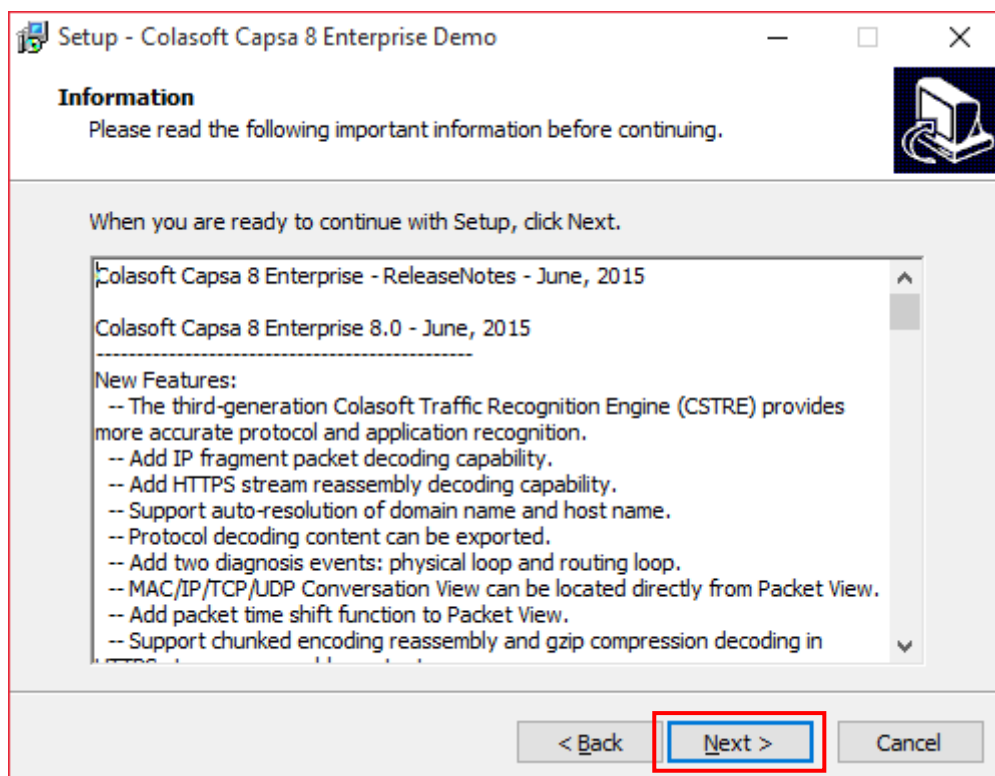 Setup - Colasoft Capsa 8 Enterprise Demo
Information
Please read the following important information before continuing.
When you are ready to continue with Setup, click Next.
Colasoft Capsa 8 Enterprise - ReleaseNotes - June, 2015
Colasoft Capsa 8 Enterprise 8.0 - June, 2015
-----------------------------------------------
New Features:
-- The third-generation Colasoft Traffic Recognition Engine (CSTRE) provides
more accurate protocol and application recognition.
-- Add IP fragment packet decoding capability.
-- Add HTTPS stream reassembly decoding capability.
-- Support auto-resolution of domain name and host name.
-- Protocol decoding content can be exported.
-- Add two diagnosis events: physical loop and routing loop.
-- MAC/IP/TCP/UDP Conversation View can be located directly from Packet View.
-- Add packet time shift function to Packet View.
-- Support chunked encoding reassembly and gzip compression decoding in
< Back Next > Cancel